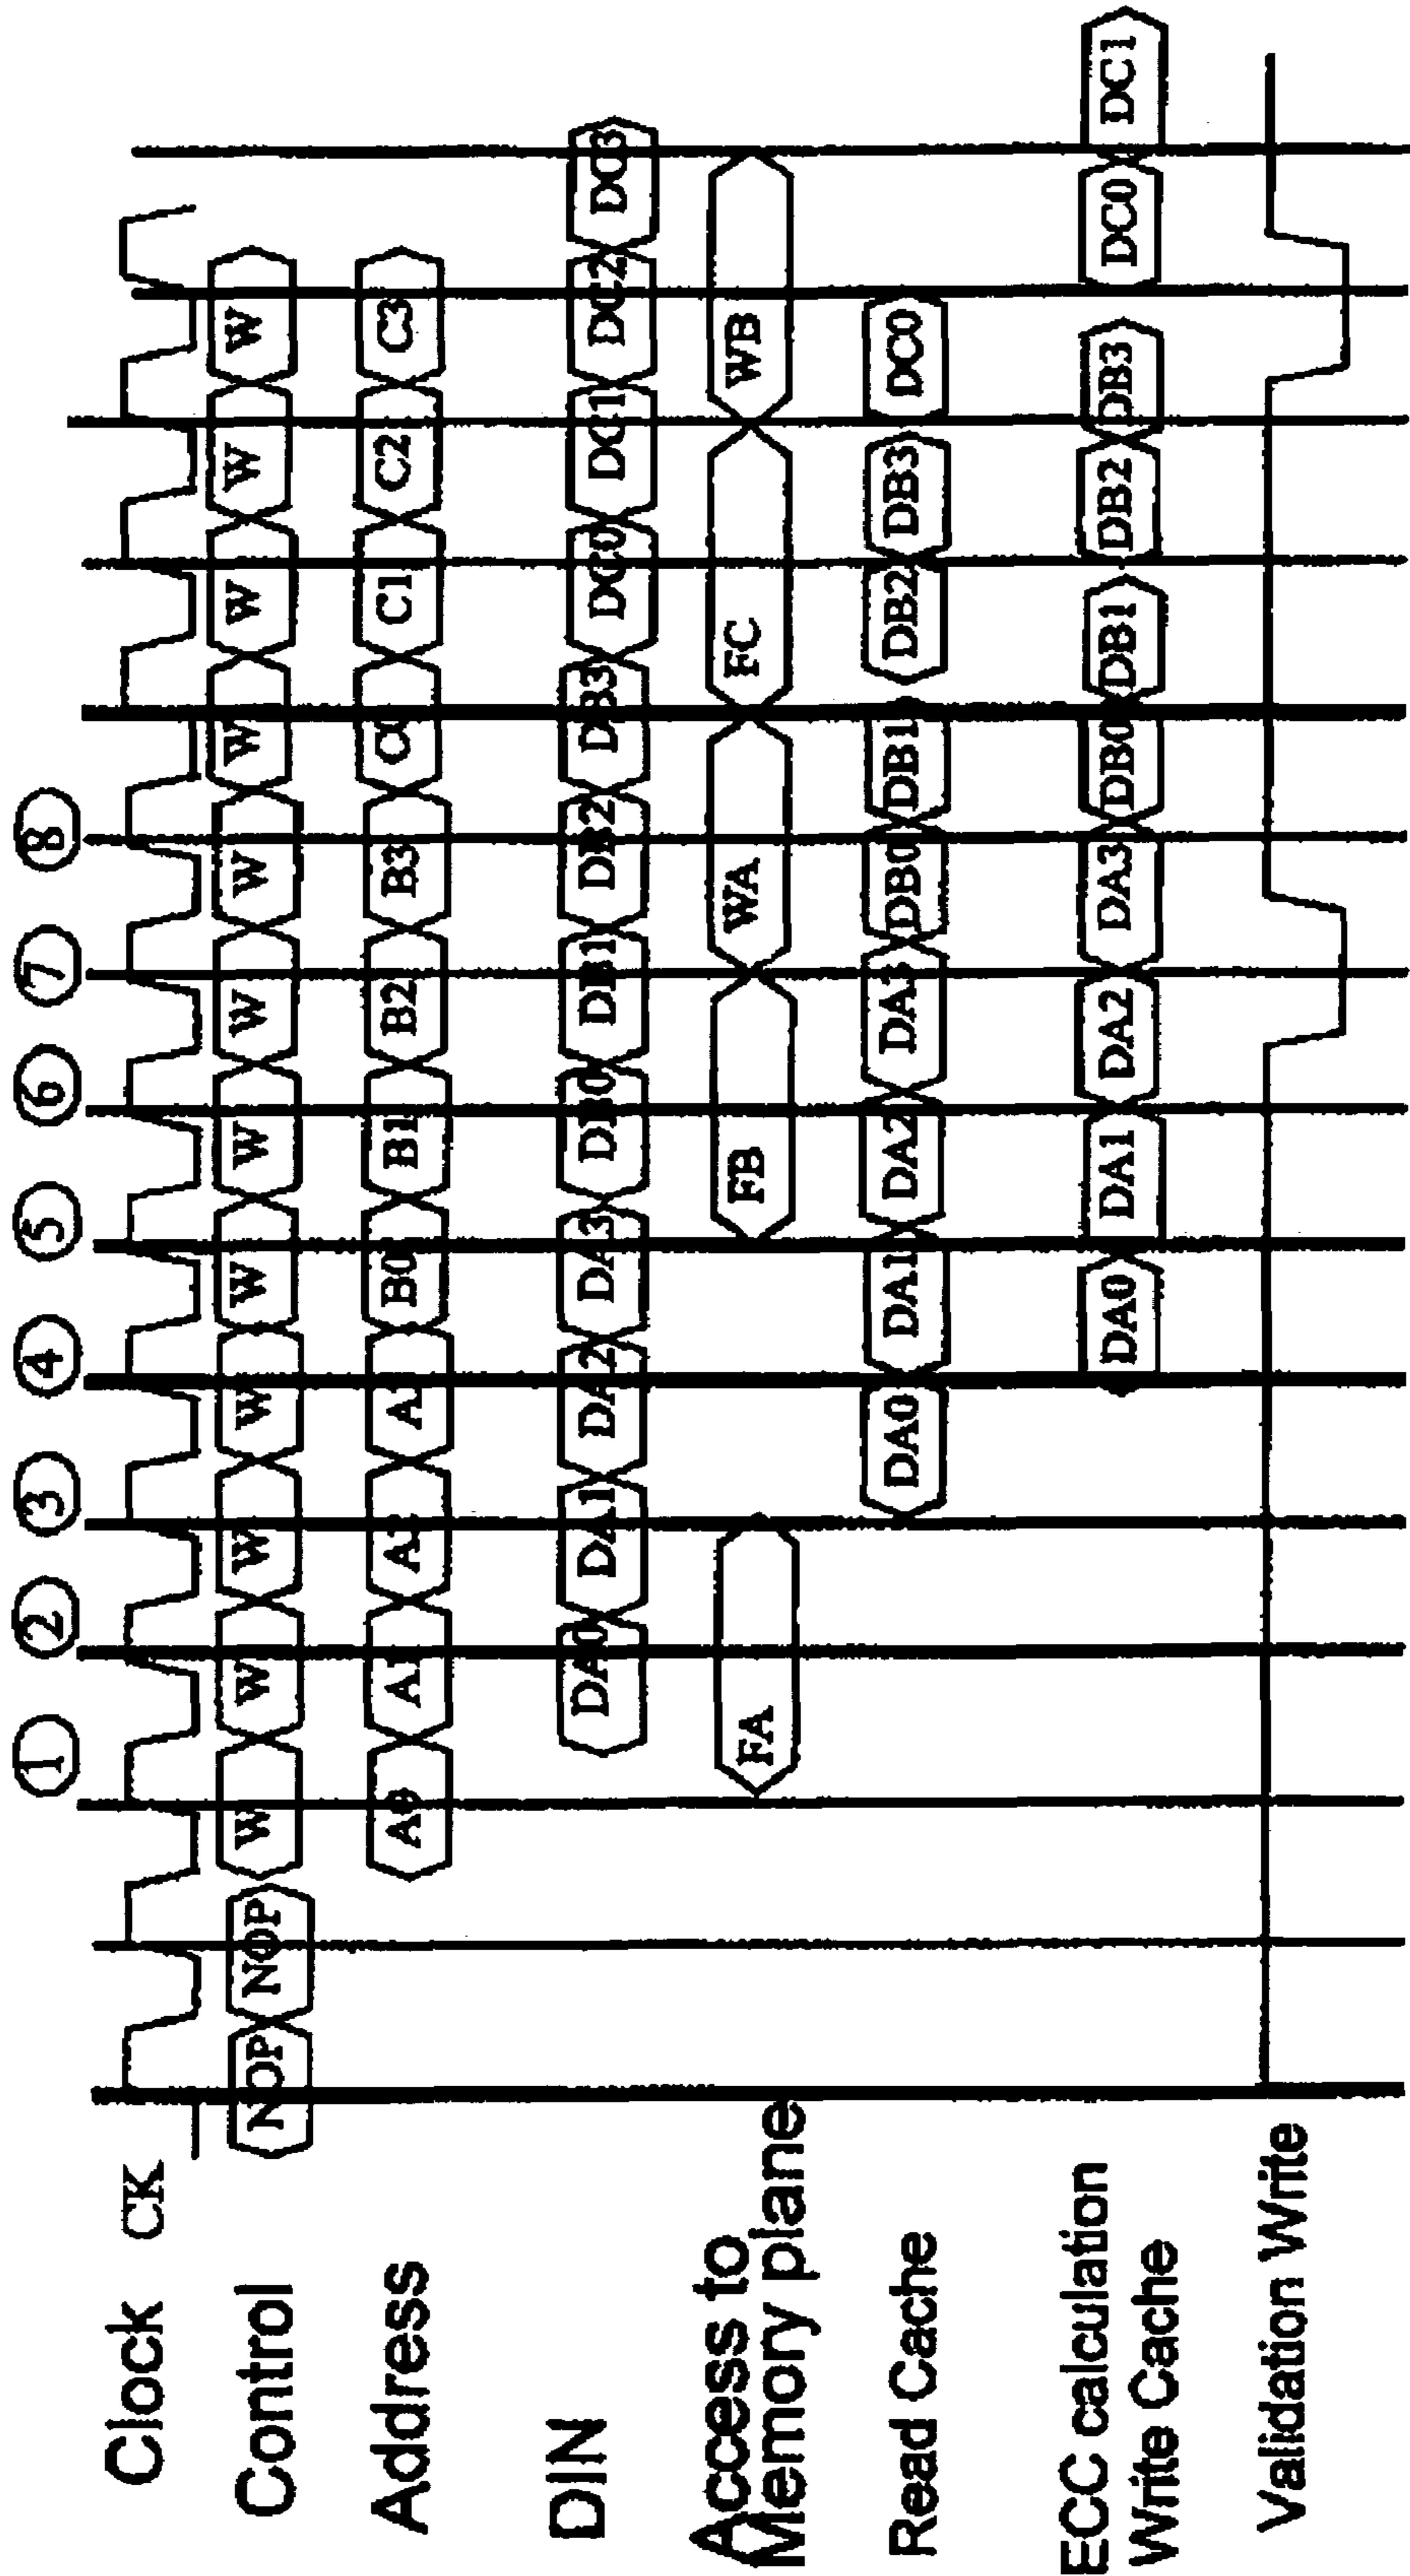 1 2 3 4 5 6 7 8
Clock CK
Control NOP NOP W W W W W W W W W W W W
Address A0 A1 A2 B0 B1 B2 B3 C0 C1 C2 C3
DIN DA0 DA1 DA2 DA3 DB0 DB1 DB2 DB3 DC0 DC1 DC2 DC3
Access to
Memory plane FA FB WA FC WB
Read Cache DA0 DA1 DA2 DA3 DB0 DB1 DB2 DB3 DC0
ECC calculation
Write Cache DA0 DA1 DA2 DA3 DB0 DB1 DB2 DB3 DC0 DC1
Validation Write